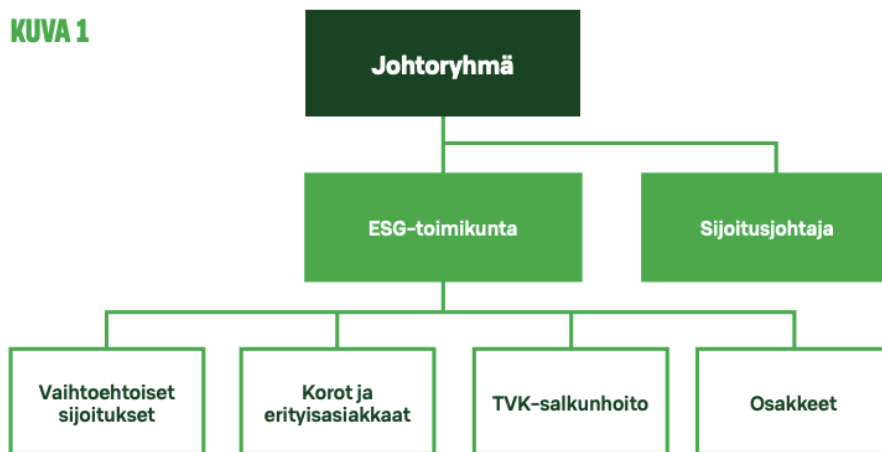 KUVA 1
Johtoryhmä
ESG-toimikunta
Sijoitusjohtaja
Vaihtoehtoiset
sijoitukset
Korot ja
erityisasiakkaat
TVK-salkunhoito
Osakkeet